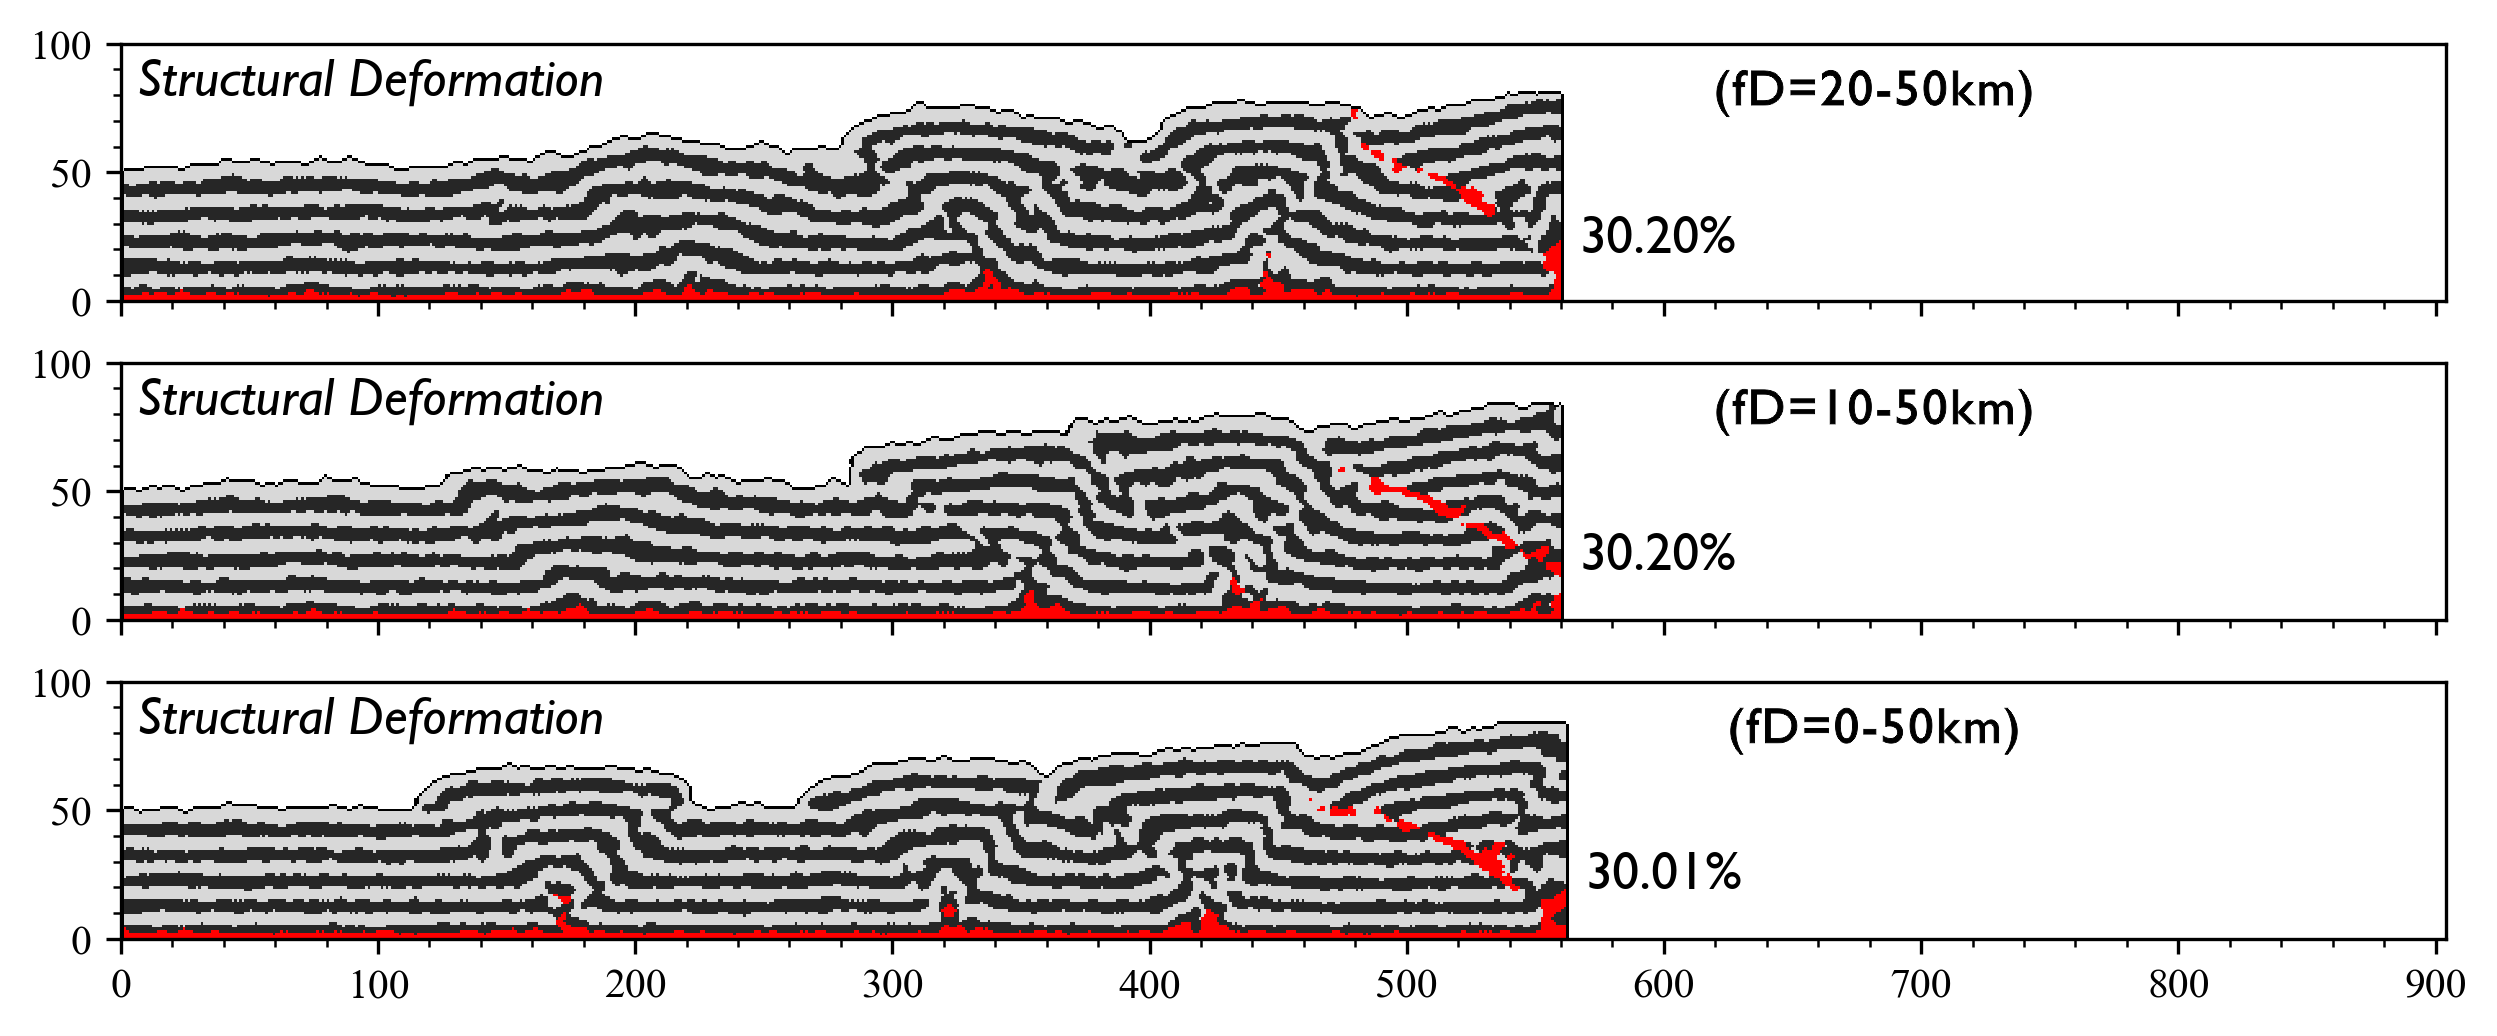 100
Structural Deformation
(fD=20-50km)
50
30.20%
0
100
Structural Deformation
(fD=10-50km)
50
30.20%
0
100
Structural Deformation
(fD=0-50km)
50
30.01%
0
0 100 200 300 400 500 600 700 800 900